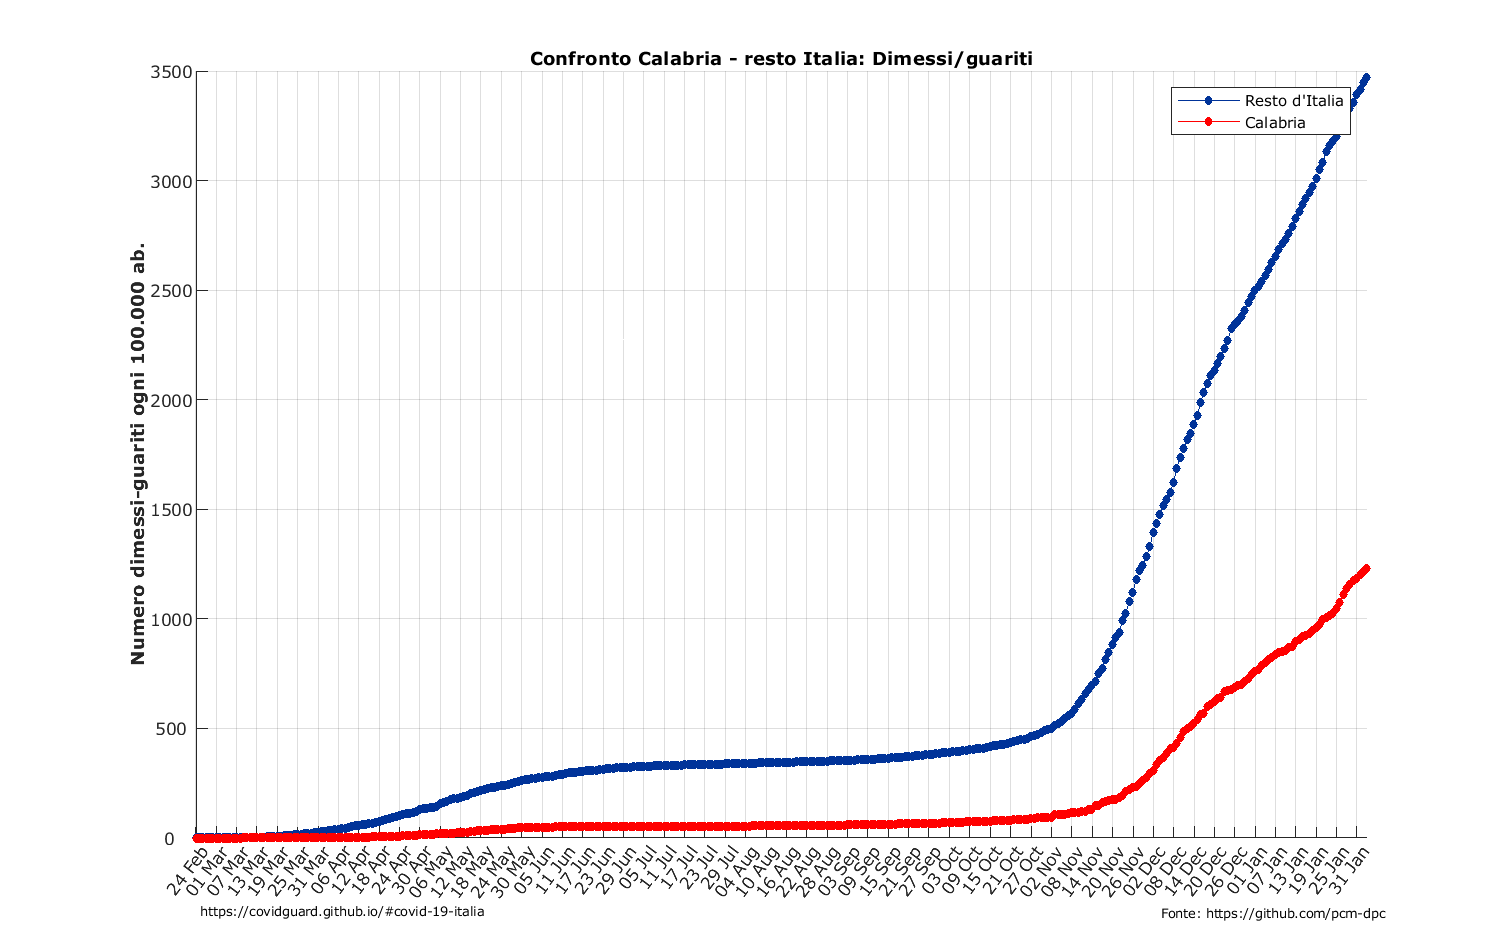 Confronto Calabria - resto Italia: Dimessi/guariti
Resto d'Italia
Calabria
Numero dimessi-guariti ogni 100.000 ab.
3500
3000
2500
2000
1500
1000
500
0
24 Feb
01 Mar
07 Mar
13 Mar
19 Mar
25 Mar
31 Mar
06 Apr
12 Apr
18 Apr
24 Apr
30 Apr
06 May
12 May
18 May
24 May
30 May
05 Jun
11 Jun
17 Jun
23 Jun
29 Jun
05 Jul
11 Jul
17 Jul
23 Jul
29 Jul
04 Aug
10 Aug
16 Aug
22 Aug
28 Aug
03 Sep
09 Sep
15 Sep
21 Sep
27 Sep
03 Oct
09 Oct
15 Oct
21 Oct
27 Oct
02 Nov
08 Nov
14 Nov
20 Nov
26 Nov
02 Dec
08 Dec
14 Dec
20 Dec
26 Dec
01 Jan
07 Jan
13 Jan
19 Jan
25 Jan
31 Jan
https://covidguard.github.io/#covid-19-italia
Fonte: https://github.com/pcm-dpc